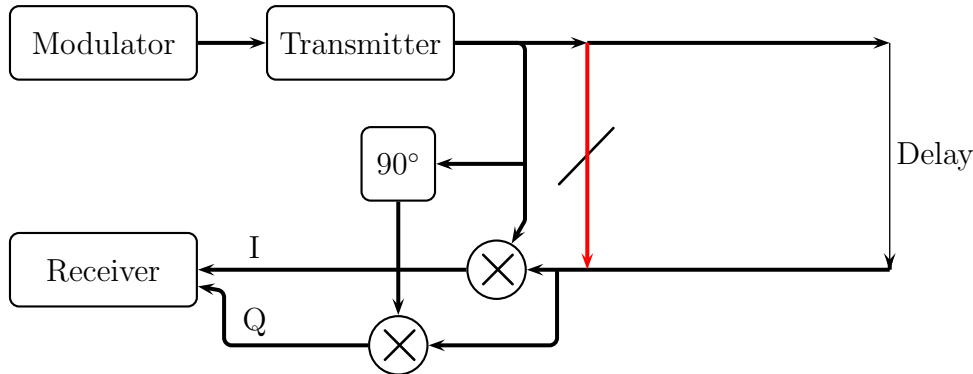 Modulator
Transmitter
90°
Delay
Receiver
I
Q